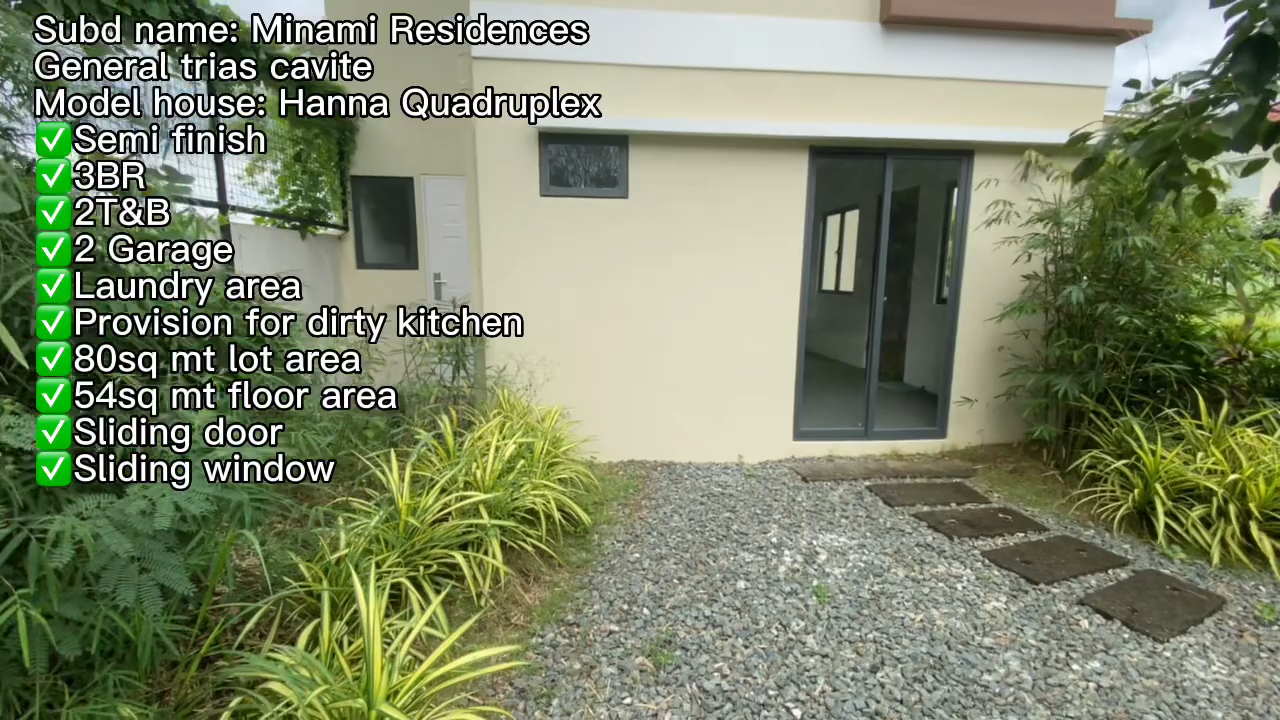 Subd name: Minami Residences
General trias cavite
Model house: Hanna Quadruplex
✅Semi finish
✅3BR
✅2T&B
✅2 Garage
✅Laundry area
✅Provision for dirty kitchen
✅80sq mt lot area
✅54sq mt floor area
✅Sliding door
✅Sliding window